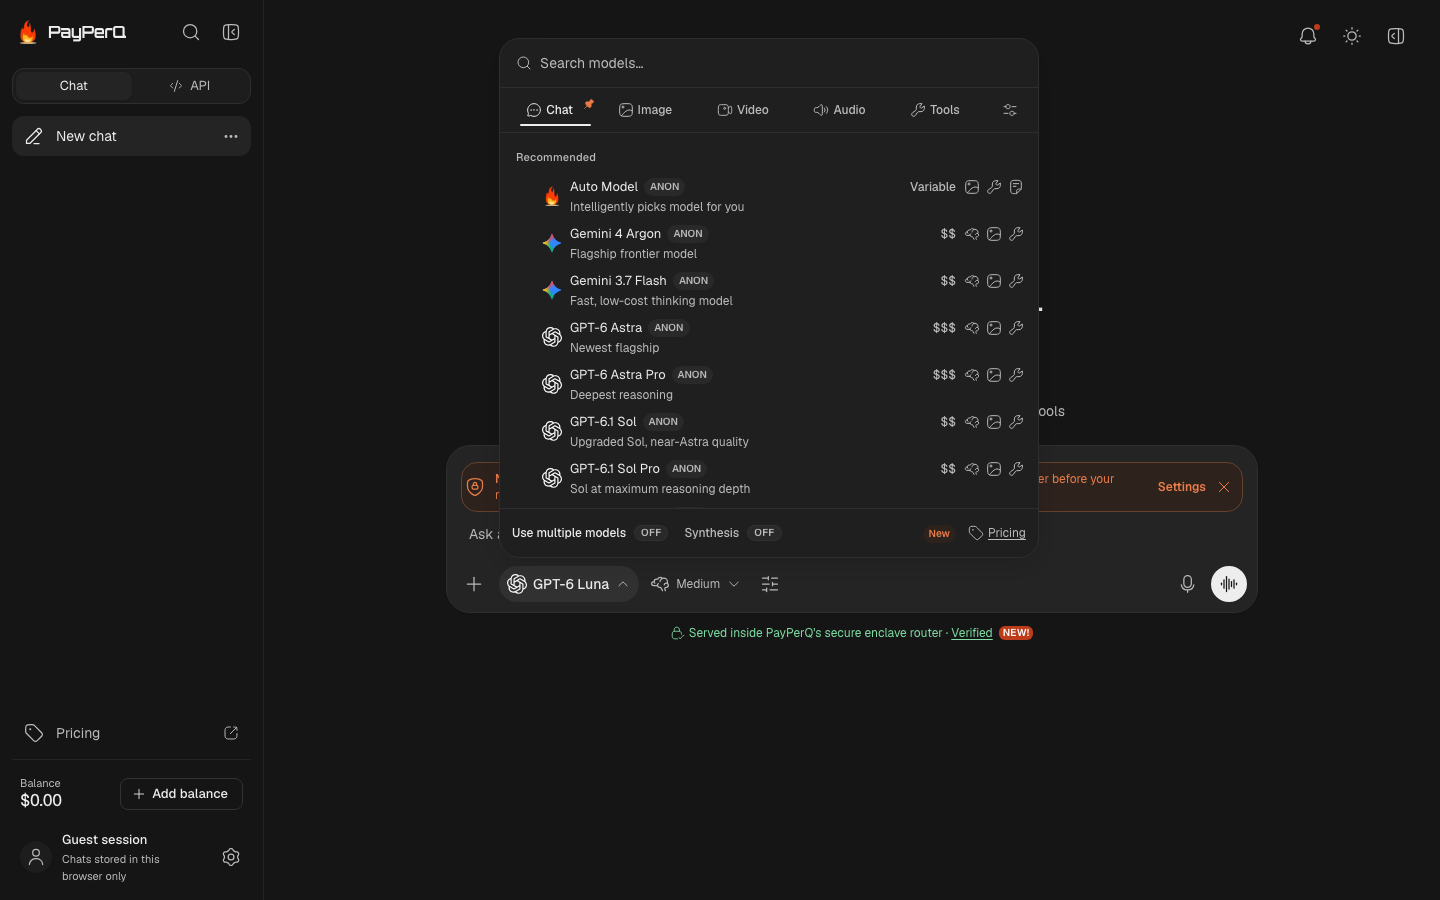 PayPerQ
Chat
API
New chat
Search models...
Chat
Image
Video
Audio
Tools
Recommended
Auto Model ANON Variable
Intelligently picks model for you
Gemini 4 Argon ANON $$
Flagship frontier model
Gemini 3.7 Flash ANON $$
Fast, low-cost thinking model
GPT-6 Astra ANON $$$
Newest flagship
GPT-6 Astra Pro ANON $$$
Deepest reasoning
GPT-6.1 Sol ANON $$
Upgraded Sol, near-Astra quality
GPT-6.1 Sol Pro ANON $$
Sol at maximum reasoning depth
Use multiple models OFF Synthesis OFF New Pricing
before your
Settings
Ask
GPT-6 Luna
Medium
Served inside PayPerQ's secure enclave router · Verified NEW!
Pricing
Balance
$0.00
Add balance
Guest session
Chats stored in this
browser only